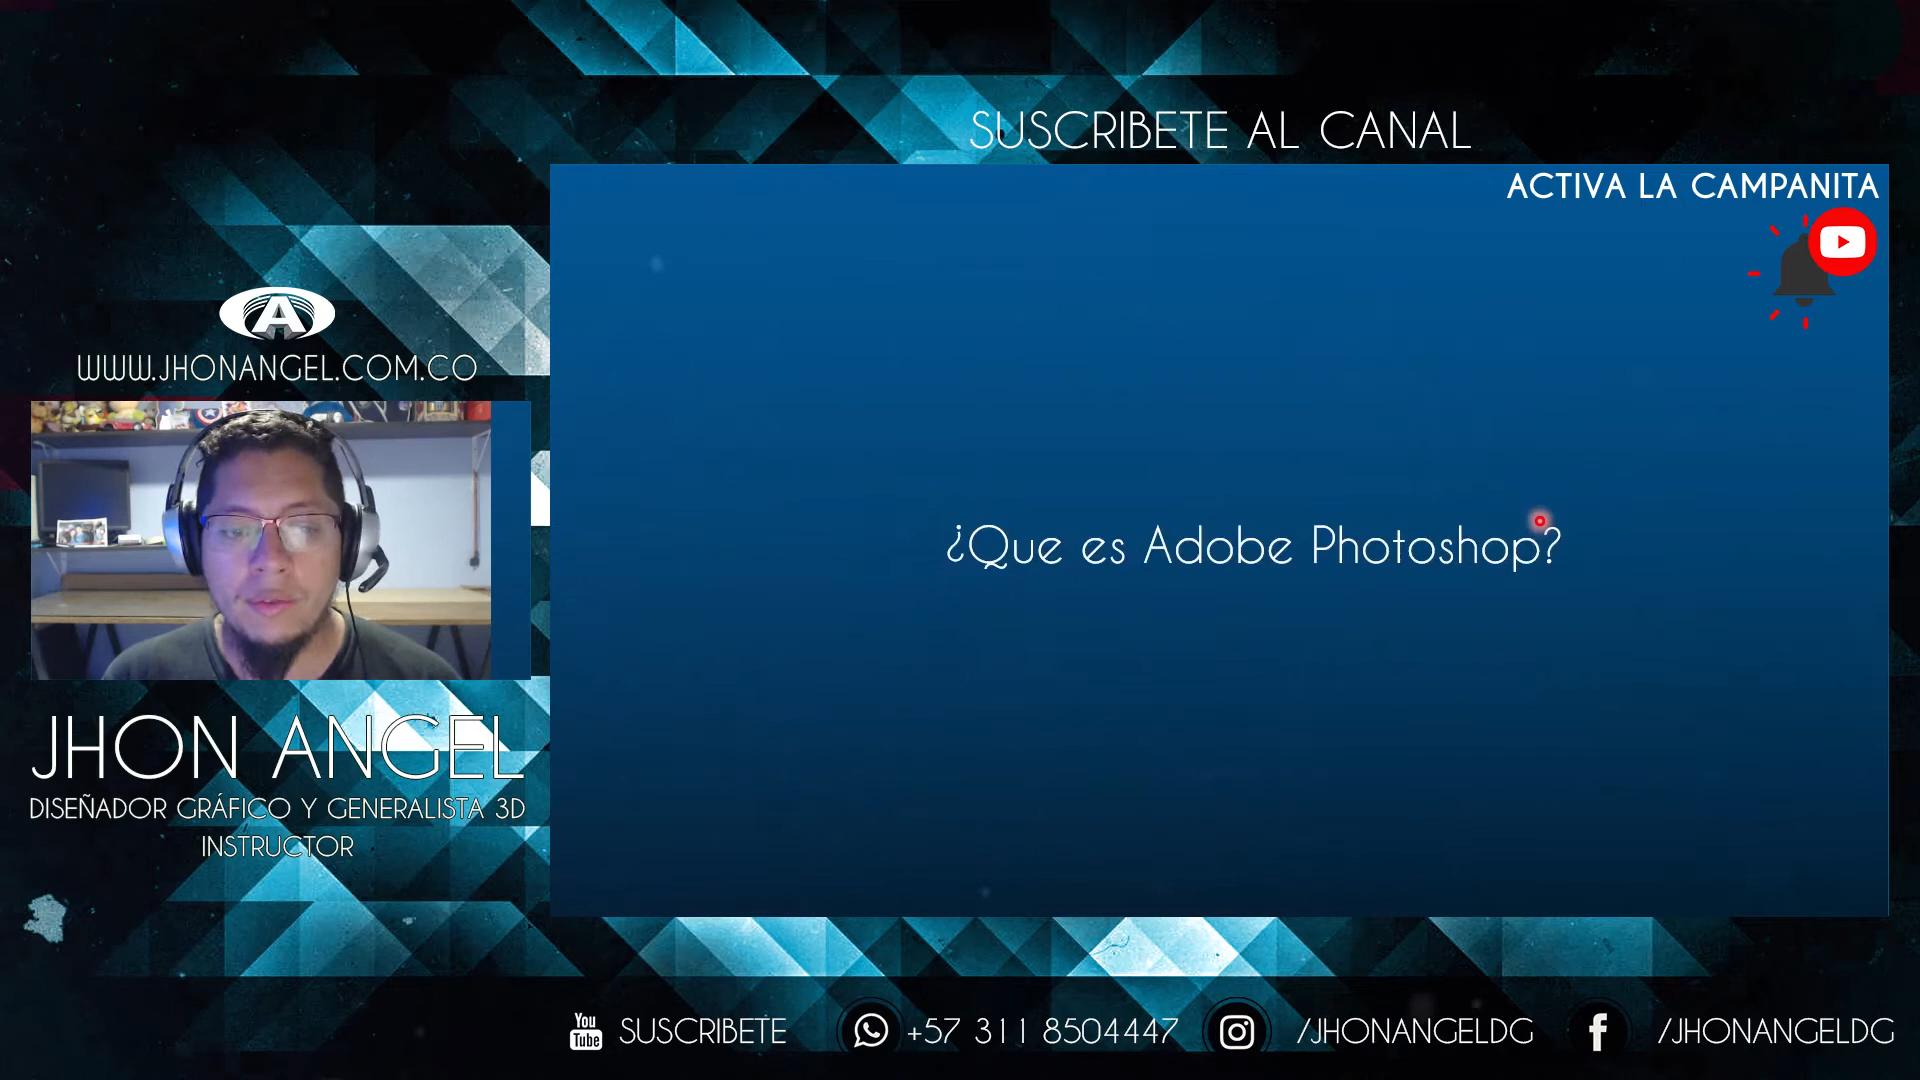 SUSCRIBETE AL CANAL
ACTIVA LA CAMPANITA
A
WWW.JHONANGEL.COM.CO
¿Que es Adobe Photoshop?
JHON ANGEL
DISEÑADOR GRÁFICO Y GENERALISTA 3D
INSTRUCTOR
You
Tube
SUSCRIBETE
+57 311 8504447
/JHONANGELDG
/JHONANGELDG